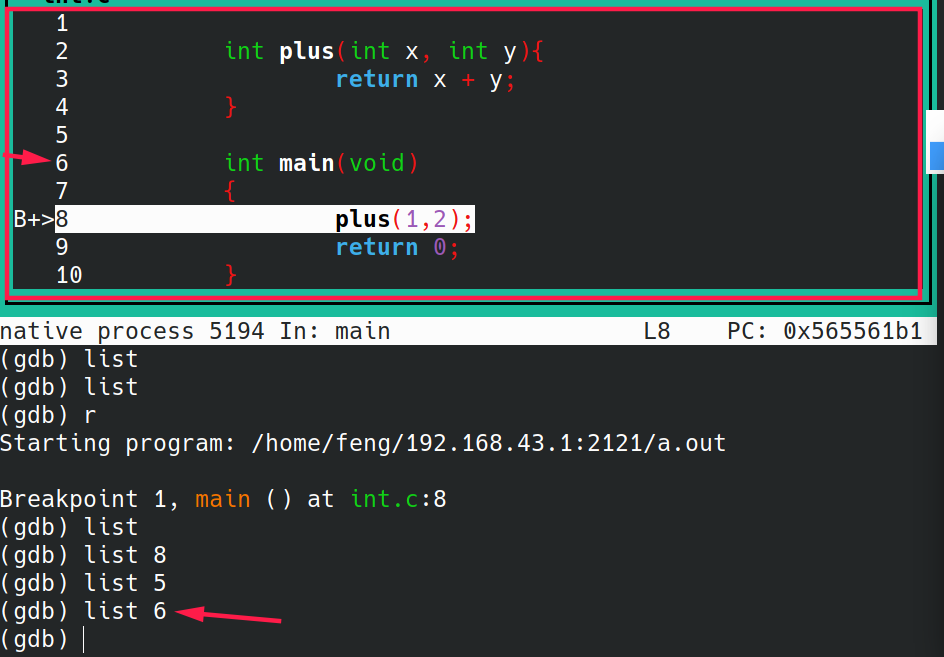 int.c
1
2 int plus(int x, int y){
3 return x + y;
4 }
5
6 int main(void)
7 {
B+>8 plus(1,2);
9 return 0;
10 }
native process 5194 In: main L8 PC: 0x565561b1
(gdb) list
(gdb) list
(gdb) r
Starting program: /home/feng/192.168.43.1:2121/a.out
Breakpoint 1, main () at int.c:8
(gdb) list
(gdb) list 8
(gdb) list 5
(gdb) list 6
(gdb)